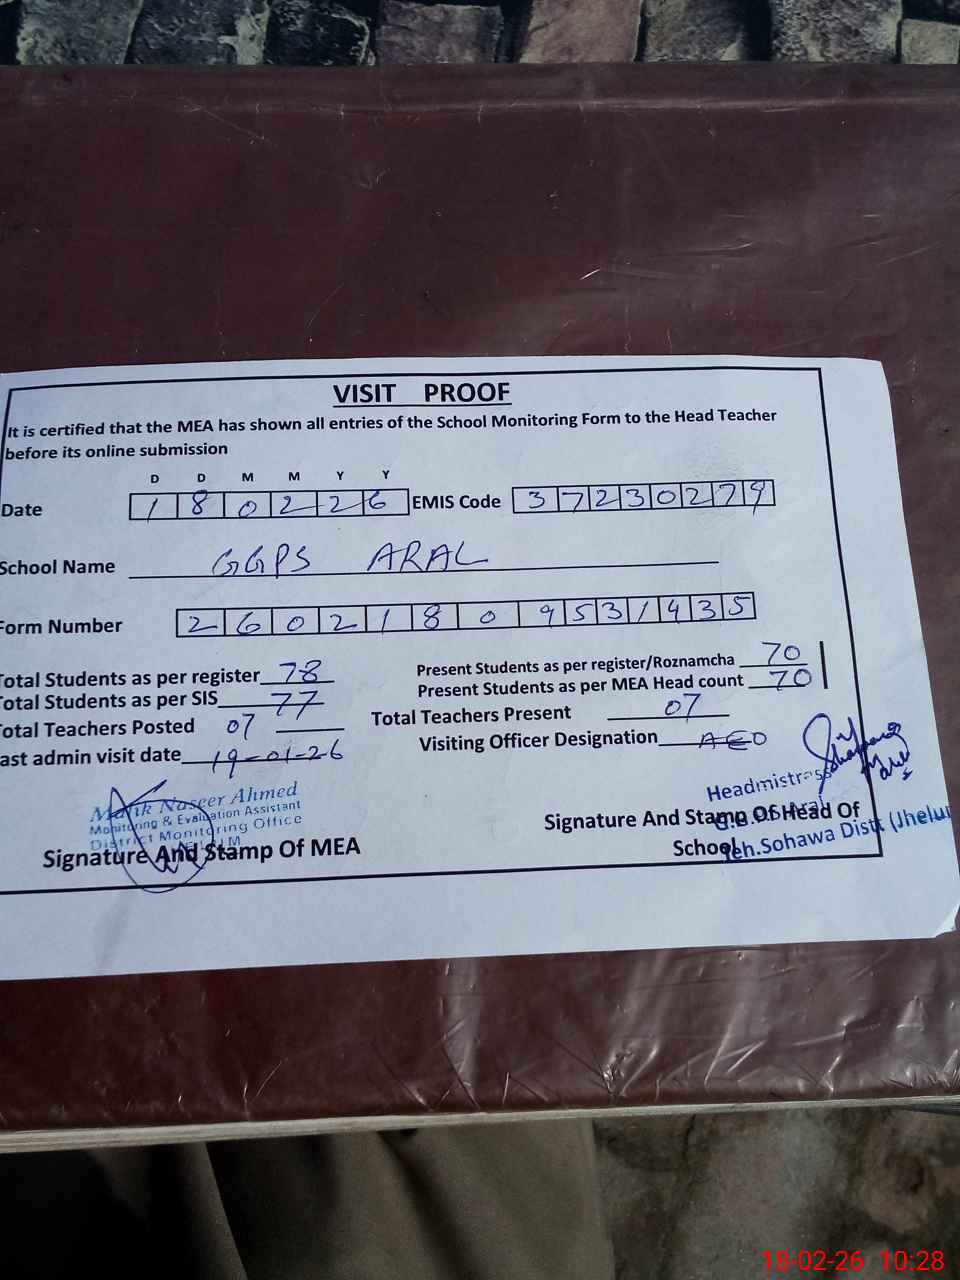 VISIT PROOF
It is certified that the MEA has shown all entries of the School Monitoring Form to the Head Teacher
before its online submission
D D M M Y Y
Date 1 8 0 2 2 6 EMIS Code 3 7 2 3 0 2 7 9
School Name GGPS ARAL
Form Number 2 6 0 2 1 8 0 9 5 3 1 4 3 5
Total Students as per register 78 Present Students as per register/Roznamcha 70
Total Students as per SIS 77 Present Students as per MEA Head count 70
Total Teachers Posted 07 Total Teachers Present 07
Last admin visit date 19-01-26 Visiting Officer Designation AEO
Malik Naseer Ahmed
Monitoring & Evaluation Assistant
District Monitoring Office
Signature And Stamp Of MEA
Headmistress
Signature And Stamp Of Head Of
School
Teh.Sohawa Distt (Jhelum
18-02-26 10:28